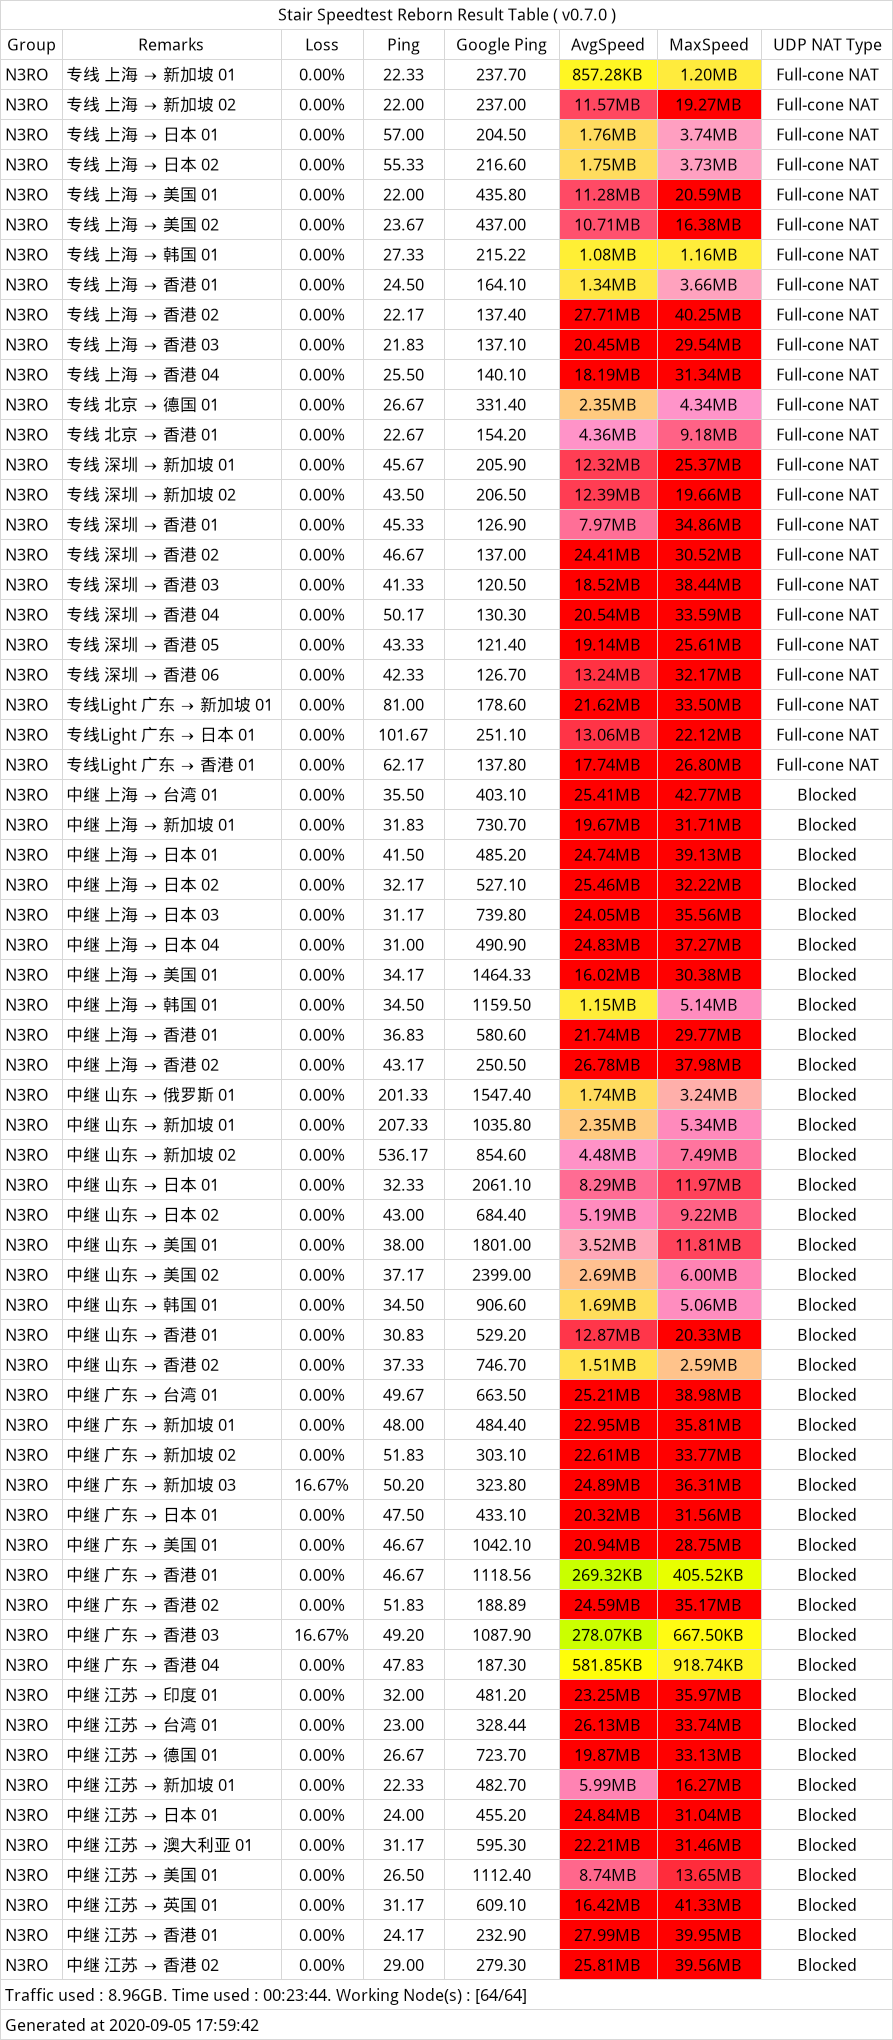 Stair Speedtest Reborn Result Table ( v0.7.0 )
Group Remarks Loss Ping Google Ping AvgSpeed MaxSpeed UDP NAT Type
N3RO 专线 上海 → 新加坡 01 0.00% 22.33 237.70 857.28KB 1.20MB Full-cone NAT
N3RO 专线 上海 → 新加坡 02 0.00% 22.00 237.00 11.57MB 19.27MB Full-cone NAT
N3RO 专线 上海 → 日本 01 0.00% 57.00 204.50 1.76MB 3.74MB Full-cone NAT
N3RO 专线 上海 → 日本 02 0.00% 55.33 216.60 1.75MB 3.73MB Full-cone NAT
N3RO 专线 上海 → 美国 01 0.00% 22.00 435.80 11.28MB 20.59MB Full-cone NAT
N3RO 专线 上海 → 美国 02 0.00% 23.67 437.00 10.71MB 16.38MB Full-cone NAT
N3RO 专线 上海 → 韩国 01 0.00% 27.33 215.22 1.08MB 1.16MB Full-cone NAT
N3RO 专线 上海 → 香港 01 0.00% 24.50 164.10 1.34MB 3.66MB Full-cone NAT
N3RO 专线 上海 → 香港 02 0.00% 22.17 137.40 27.71MB 40.25MB Full-cone NAT
N3RO 专线 上海 → 香港 03 0.00% 21.83 137.10 20.45MB 29.54MB Full-cone NAT
N3RO 专线 上海 → 香港 04 0.00% 25.50 140.10 18.19MB 31.34MB Full-cone NAT
N3RO 专线 北京 → 德国 01 0.00% 26.67 331.40 2.35MB 4.34MB Full-cone NAT
N3RO 专线 北京 → 香港 01 0.00% 22.67 154.20 4.36MB 9.18MB Full-cone NAT
N3RO 专线 深圳 → 新加坡 01 0.00% 45.67 205.90 12.32MB 25.37MB Full-cone NAT
N3RO 专线 深圳 → 新加坡 02 0.00% 43.50 206.50 12.39MB 19.66MB Full-cone NAT
N3RO 专线 深圳 → 香港 01 0.00% 45.33 126.90 7.97MB 34.86MB Full-cone NAT
N3RO 专线 深圳 → 香港 02 0.00% 46.67 137.00 24.41MB 30.52MB Full-cone NAT
N3RO 专线 深圳 → 香港 03 0.00% 41.33 120.50 18.52MB 38.44MB Full-cone NAT
N3RO 专线 深圳 → 香港 04 0.00% 50.17 130.30 20.54MB 33.59MB Full-cone NAT
N3RO 专线 深圳 → 香港 05 0.00% 43.33 121.40 19.14MB 25.61MB Full-cone NAT
N3RO 专线 深圳 → 香港 06 0.00% 42.33 126.70 13.24MB 32.17MB Full-cone NAT
N3RO 专线Light 广东 → 新加坡 01 0.00% 81.00 178.60 21.62MB 33.50MB Full-cone NAT
N3RO 专线Light 广东 → 日本 01 0.00% 101.67 251.10 13.06MB 22.12MB Full-cone NAT
N3RO 专线Light 广东 → 香港 01 0.00% 62.17 137.80 17.74MB 26.80MB Full-cone NAT
N3RO 中继 上海 → 台湾 01 0.00% 35.50 403.10 25.41MB 42.77MB Blocked
N3RO 中继 上海 → 新加坡 01 0.00% 31.83 730.70 19.67MB 31.71MB Blocked
N3RO 中继 上海 → 日本 01 0.00% 41.50 485.20 24.74MB 39.13MB Blocked
N3RO 中继 上海 → 日本 02 0.00% 32.17 527.10 25.46MB 32.22MB Blocked
N3RO 中继 上海 → 日本 03 0.00% 31.17 739.80 24.05MB 35.56MB Blocked
N3RO 中继 上海 → 日本 04 0.00% 31.00 490.90 24.83MB 37.27MB Blocked
N3RO 中继 上海 → 美国 01 0.00% 34.17 1464.33 16.02MB 30.38MB Blocked
N3RO 中继 上海 → 韩国 01 0.00% 34.50 1159.50 1.15MB 5.14MB Blocked
N3RO 中继 上海 → 香港 01 0.00% 36.83 580.60 21.74MB 29.77MB Blocked
N3RO 中继 上海 → 香港 02 0.00% 43.17 250.50 26.78MB 37.98MB Blocked
N3RO 中继 山东 → 俄罗斯 01 0.00% 201.33 1547.40 1.74MB 3.24MB Blocked
N3RO 中继 山东 → 新加坡 01 0.00% 207.33 1035.80 2.35MB 5.34MB Blocked
N3RO 中继 山东 → 新加坡 02 0.00% 536.17 854.60 4.48MB 7.49MB Blocked
N3RO 中继 山东 → 日本 01 0.00% 32.33 2061.10 8.29MB 11.97MB Blocked
N3RO 中继 山东 → 日本 02 0.00% 43.00 684.40 5.19MB 9.22MB Blocked
N3RO 中继 山东 → 美国 01 0.00% 38.00 1801.00 3.52MB 11.81MB Blocked
N3RO 中继 山东 → 美国 02 0.00% 37.17 2399.00 2.69MB 6.00MB Blocked
N3RO 中继 山东 → 韩国 01 0.00% 34.50 906.60 1.69MB 5.06MB Blocked
N3RO 中继 山东 → 香港 01 0.00% 30.83 529.20 12.87MB 20.33MB Blocked
N3RO 中继 山东 → 香港 02 0.00% 37.33 746.70 1.51MB 2.59MB Blocked
N3RO 中继 广东 → 台湾 01 0.00% 49.67 663.50 25.21MB 38.98MB Blocked
N3RO 中继 广东 → 新加坡 01 0.00% 48.00 484.40 22.95MB 35.81MB Blocked
N3RO 中继 广东 → 新加坡 02 0.00% 51.83 303.10 22.61MB 33.77MB Blocked
N3RO 中继 广东 → 新加坡 03 16.67% 50.20 323.80 24.89MB 36.31MB Blocked
N3RO 中继 广东 → 日本 01 0.00% 47.50 433.10 20.32MB 31.56MB Blocked
N3RO 中继 广东 → 美国 01 0.00% 46.67 1042.10 20.94MB 28.75MB Blocked
N3RO 中继 广东 → 香港 01 0.00% 46.67 1118.56 269.32KB 405.52KB Blocked
N3RO 中继 广东 → 香港 02 0.00% 51.83 188.89 24.59MB 35.17MB Blocked
N3RO 中继 广东 → 香港 03 16.67% 49.20 1087.90 278.07KB 667.50KB Blocked
N3RO 中继 广东 → 香港 04 0.00% 47.83 187.30 581.85KB 918.74KB Blocked
N3RO 中继 江苏 → 印度 01 0.00% 32.00 481.20 23.25MB 35.97MB Blocked
N3RO 中继 江苏 → 台湾 01 0.00% 23.00 328.44 26.13MB 33.74MB Blocked
N3RO 中继 江苏 → 德国 01 0.00% 26.67 723.70 19.87MB 33.13MB Blocked
N3RO 中继 江苏 → 新加坡 01 0.00% 22.33 482.70 5.99MB 16.27MB Blocked
N3RO 中继 江苏 → 日本 01 0.00% 24.00 455.20 24.84MB 31.04MB Blocked
N3RO 中继 江苏 → 澳大利亚 01 0.00% 31.17 595.30 22.21MB 31.46MB Blocked
N3RO 中继 江苏 → 美国 01 0.00% 26.50 1112.40 8.74MB 13.65MB Blocked
N3RO 中继 江苏 → 英国 01 0.00% 31.17 609.10 16.42MB 41.33MB Blocked
N3RO 中继 江苏 → 香港 01 0.00% 24.17 232.90 27.99MB 39.95MB Blocked
N3RO 中继 江苏 → 香港 02 0.00% 29.00 279.30 25.81MB 39.56MB Blocked
Traffic used : 8.96GB. Time used : 00:23:44. Working Node(s) : [64/64]
Generated at 2020-09-05 17:59:42